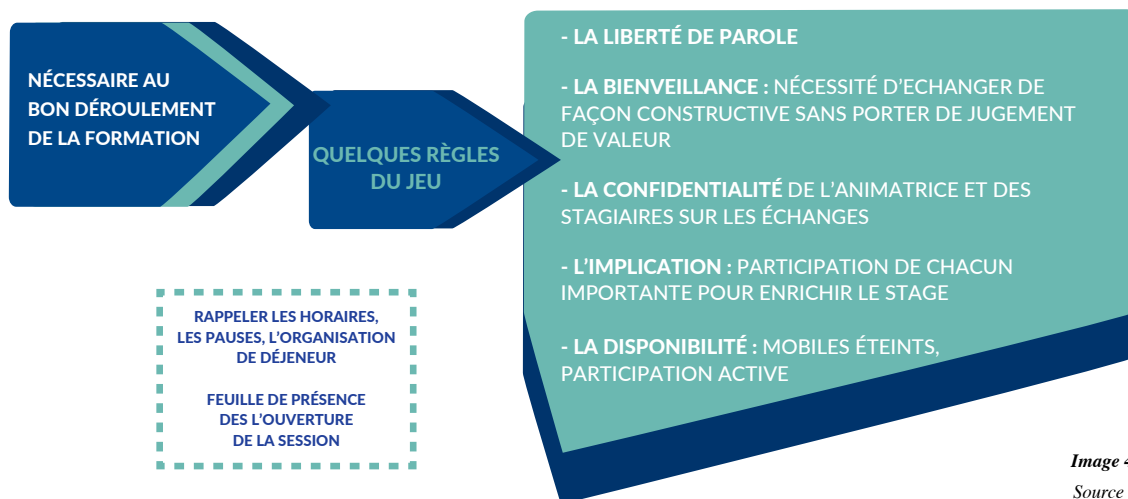 NÉCESSAIRE AU
BON DÉROULEMENT
DE LA FORMATION
QUELQUES RÈGLES
DU JEU
- LA LIBERTÉ DE PAROLE
- LA BIENVEILLANCE : NÉCESSITÉ D'ECHANGER DE
FAÇON CONSTRUCTIVE SANS PORTER DE JUGEMENT
DE VALEUR
- LA CONFIDENTIALITÉ DE L'ANIMATRICE ET DES
STAGIAIRES SUR LES ÉCHANGES
- L'IMPLICATION : PARTICIPATION DE CHACUN
IMPORTANTE POUR ENRICHIR LE STAGE
- LA DISPONIBILITÉ : MOBILES ÉTEINTS,
PARTICIPATION ACTIVE
RAPPELER LES HORAIRES,
LES PAUSES, L'ORGANISATION
DE DÉJENEUR
FEUILLE DE PRÉSENCE
DES L'OUVERTURE
DE LA SESSION
Image 4
Source